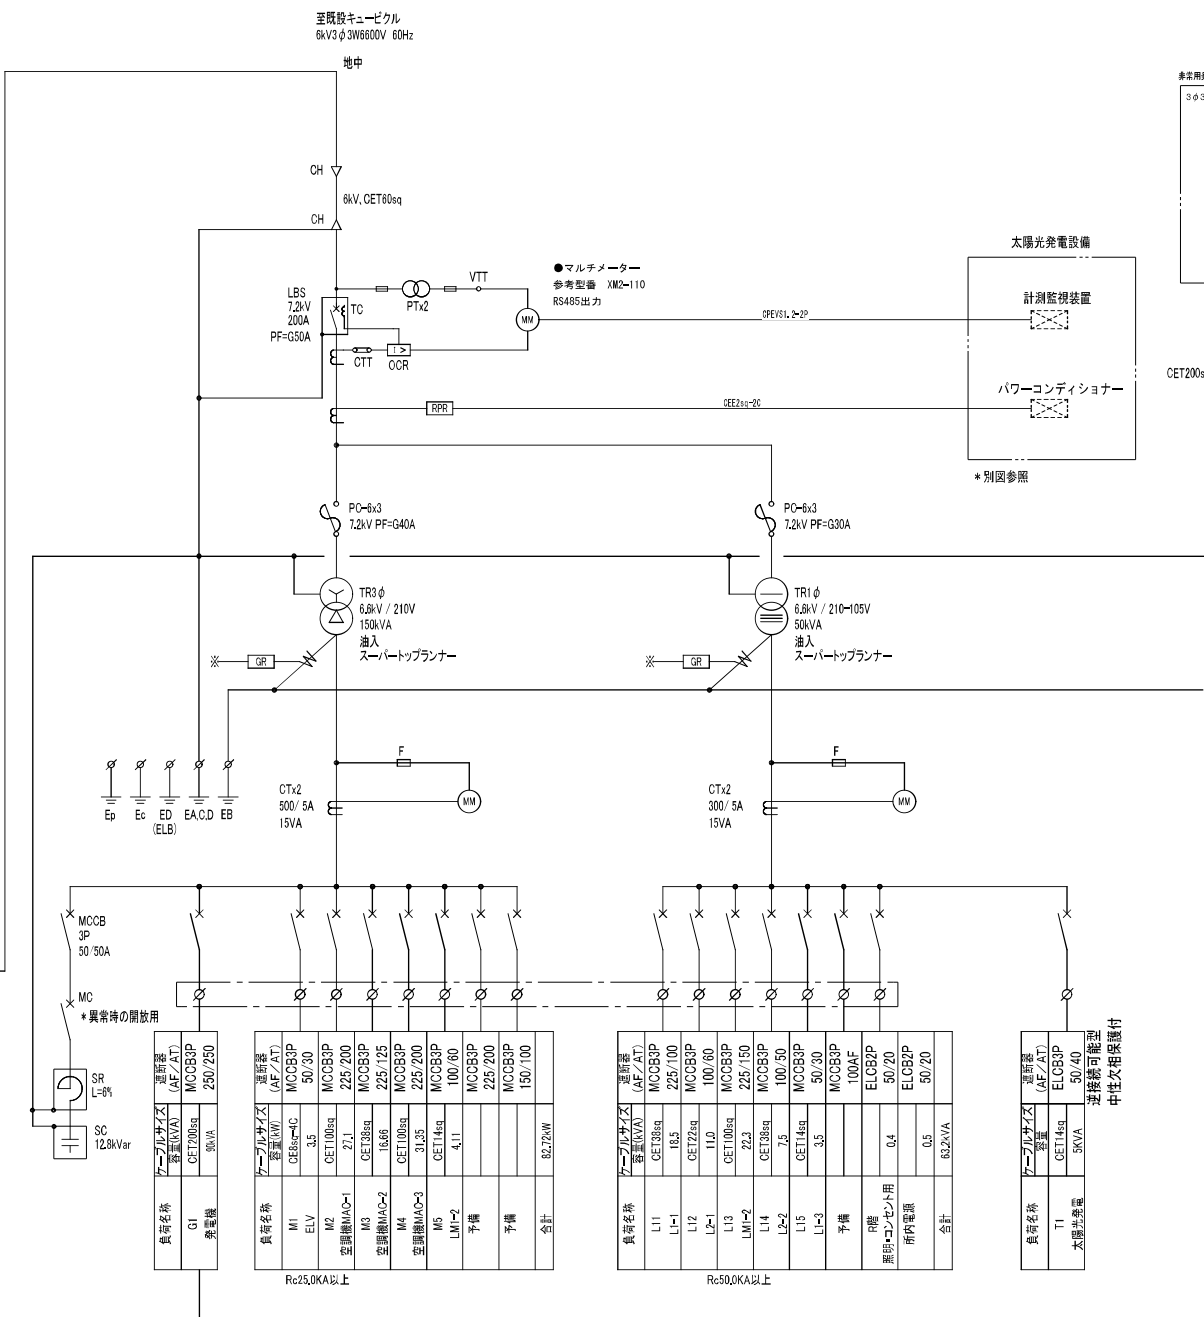 至既設キュービクル
6kV3φ3W6600V 60Hz
地中
CH
6kV, CET60sq
CH
LBS
7.2kV
200A
PF=G50A
TC
PTx2
VTT
CTT
I >
OCR
●マルチメーター
参考型番 XM2-110
RS485出力
MM
CPEVS1.2-2P
RPR
CEE2sq-2C
太陽光発電設備
計測監視装置
パワーコンディショナー
*別図参照
3φ3
CET200s
PC-6x3
7.2kV PF=G40A
PC-6x3
7.2kV PF=G30A
TR3φ
6.6kV / 210V
150kVA
油入
スーパートップランナー
※
GR
TR1φ
6.6kV / 210-105V
50kVA
油入
スーパートップランナー
※
GR
Ep
Ec
ED
(ELB)
EA,C,D
EB
F
CTx2
500/ 5A
15VA
MM
F
CTx2
300/ 5A
15VA
MM
MCCB
3P
50/50A
MC
*異常時の開放用
SR
L=6%
SC
12.8kVar
遮断器
(AF/AT)
ケーブルサイズ
容量(kVA)
負荷名称
MCCB3P
250/250
CET200sq
90kVA
G1
発電機
遮断器
(AF/AT)
ケーブルサイズ
容量(kW)
負荷名称
MCCB3P
50/30
CE8sq-4C
3.5
M1
ELV
MCCB3P
225/200
CET100sq
27.1
M2
空調機MAC-1
MCCB3P
225/125
CET38sq
16.66
M3
空調機MAC-2
MCCB3P
225/200
CET100sq
31.35
M4
空調機MAC-3
MCCB3P
100/60
CET14sq
4.11
M5
LM1-2
MCCB3P
225/200
予備
MCCB3P
150/100
予備
82.72kW
合計
Rc25.0KA以上
遮断器
(AF/AT)
ケーブルサイズ
容量(kVA)
負荷名称
MCCB3P
225/100
CET38sq
18.5
L11
L1-1
MCCB3P
100/60
CET22sq
11.0
L12
L2-1
MCCB3P
225/150
CET100sq
22.3
L13
LM1-2
MCCB3P
100/50
CET38sq
7.5
L14
L2-2
MCCB3P
50/30
CET14sq
3.5
L15
L1-3
MCCB3P
100AF
予備
ELCB2P
50/20
0.4
R階
照明・コンセント用
ELCB2P
50/20
0.5
所内電源
63.2kVA
合計
Rc50.0KA以上
遮断器
(AF/AT)
ケーブルサイズ
容量
負荷名称
ELCB3P
50/40
CET14sq
5KVA
T1
太陽光発電
逆接続可能型
中性欠相保護付